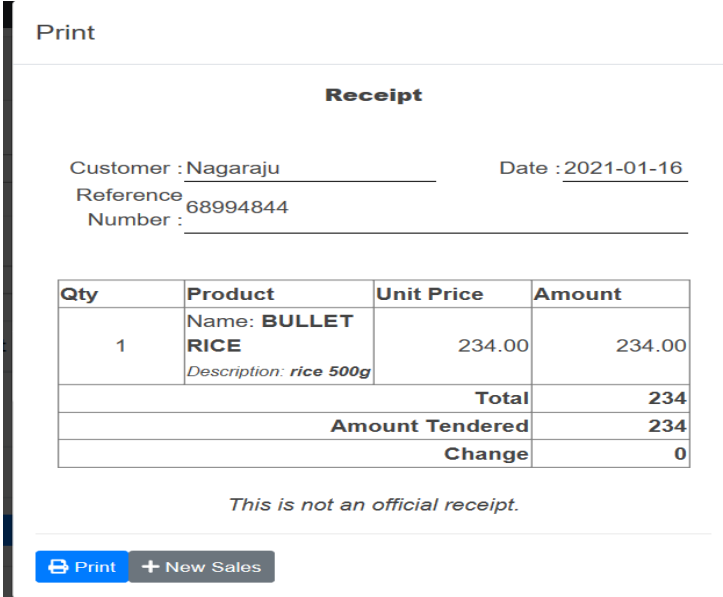 Print
Receipt
Customer : Nagaraju Date : 2021-01-16
Reference
Number : 68994844
Qty Product Unit Price Amount
1 Name: BULLET RICE 234.00 234.00
Description: rice 500g
Total 234
Amount Tendered 234
Change 0
This is not an official receipt.
Print + New Sales